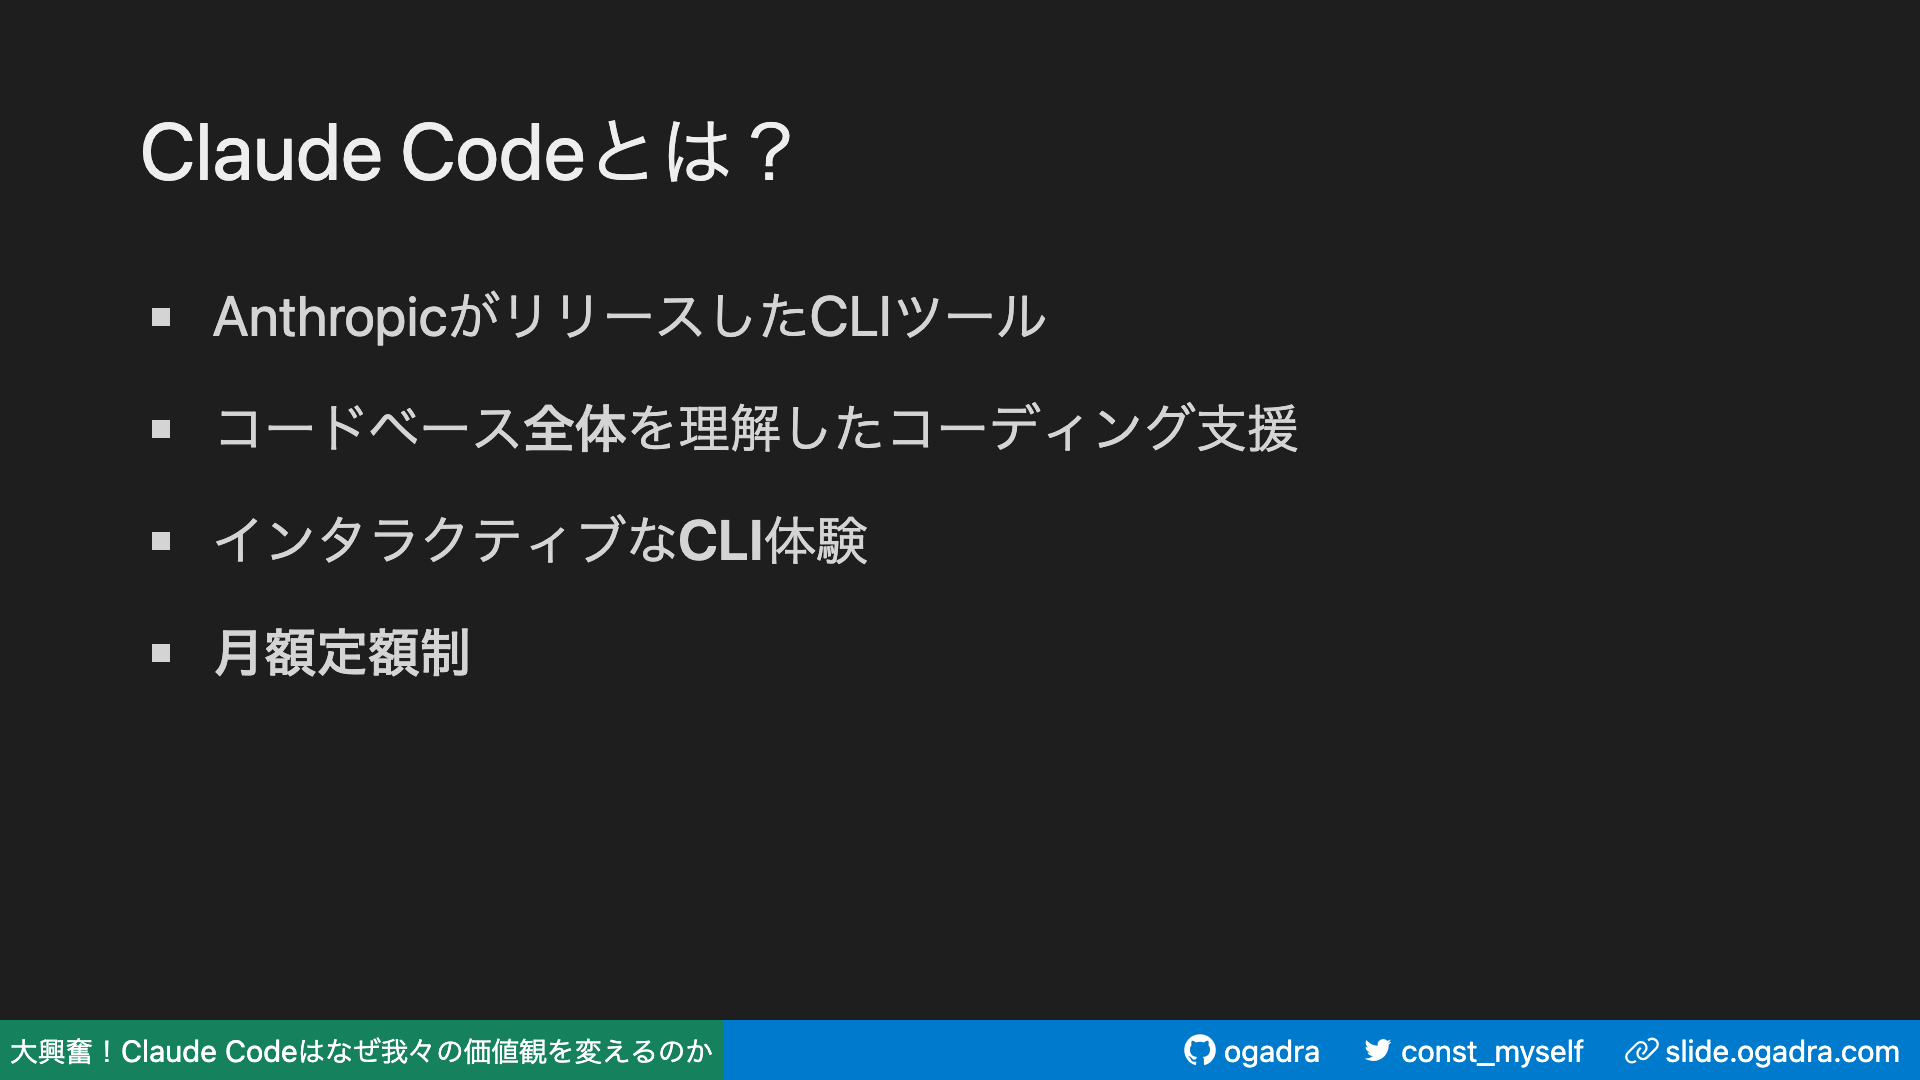 Claude Codeとは？
■ AnthropicがリリースしたCLIツール
■ コードベース全体を理解したコーディング支援
■ インタラクティブなCLI体験
■ 月額定額制
大興奮！Claude Codeはなぜ我々の価値観を変えるのか
ogadra
const_myself
slide.ogadra.com